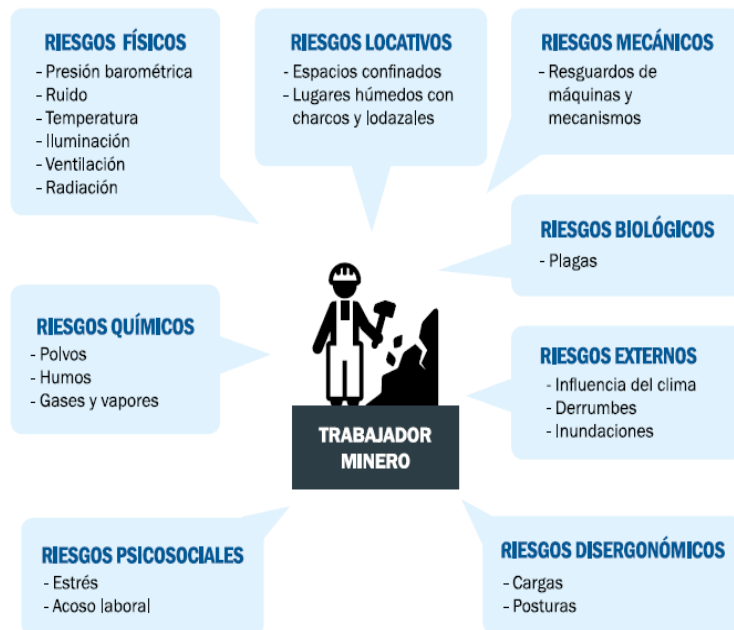 RIESGOS FÍSICOS
- Presión barométrica
- Ruido
- Temperatura
- Iluminación
- Ventilación
- Radiación
RIESGOS LOCATIVOS
- Espacios confinados
- Lugares húmedos con
charcos y lodazales
RIESGOS MECÁNICOS
- Resguardos de
máquinas y
mecanismos
RIESGOS BIOLÓGICOS
- Plagas
RIESGOS QUÍMICOS
- Polvos
- Humos
- Gases y vapores
RIESGOS EXTERNOS
- Influencia del clima
- Derrumbes
- Inundaciones
TRABAJADOR
MINERO
RIESGOS PSICOSOCIALES
- Estrés
- Acoso laboral
RIESGOS DISERGONÓMICOS
- Cargas
- Posturas